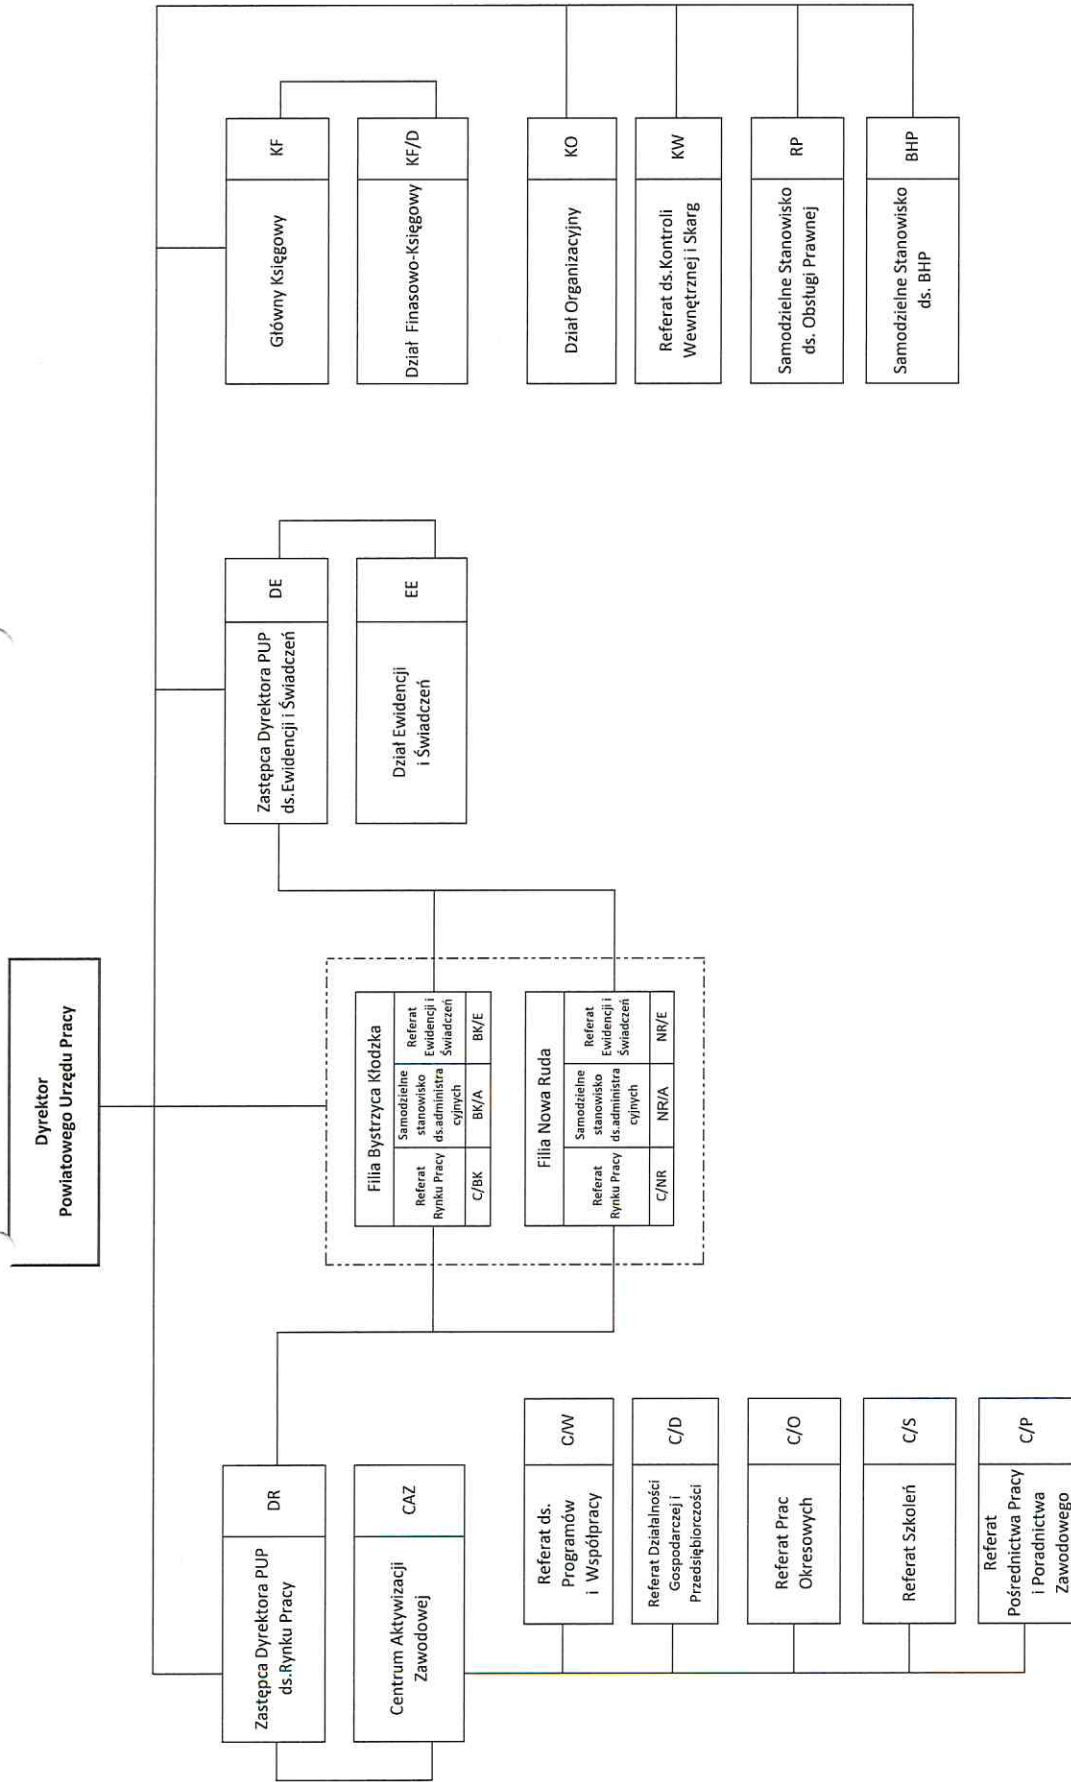 Dyrektor
Powiatowego Urzędu Pracy
Zastępca Dyrektora PUP
ds.Rynku Pracy
DR
Centrum Aktywizacji
Zawodowej
CAZ
Referat ds.
Programów
i Współpracy
C/W
Referat Działalności
Gospodarczej i
Przedsiębiorczości
C/D
Referat Prac
Okresowych
C/O
Referat Szkoleń
C/S
Referat
Pośrednictwa Pracy
i Poradnictwa
Zawodowego
C/P
Filia Bystrzyca Kłodzka
Referat
Rynku Pracy
C/BK
Samodzielne
stanowisko
ds.administra
cyjnych
BK/A
Referat
Ewidencji i
Świadczeń
BK/E
Filia Nowa Ruda
Referat
Rynku Pracy
C/NR
Samodzielne
stanowisko
ds.administra
cyjnych
NR/A
Referat
Ewidencji i
Świadczeń
NR/E
Zastępca Dyrektora PUP
ds.Ewidencji i Świadczeń
DE
Dział Ewidencji
i Świadczeń
EE
Główny Księgowy
KF
Dział Finasowo-Księgowy
KF/D
Dział Organizacyjny
KO
Referat ds.Kontroli
Wewnętrznej i Skarg
KW
Samodzielne Stanowisko
ds. Obsługi Prawnej
RP
Samodzielne Stanowisko
ds. BHP
BHP